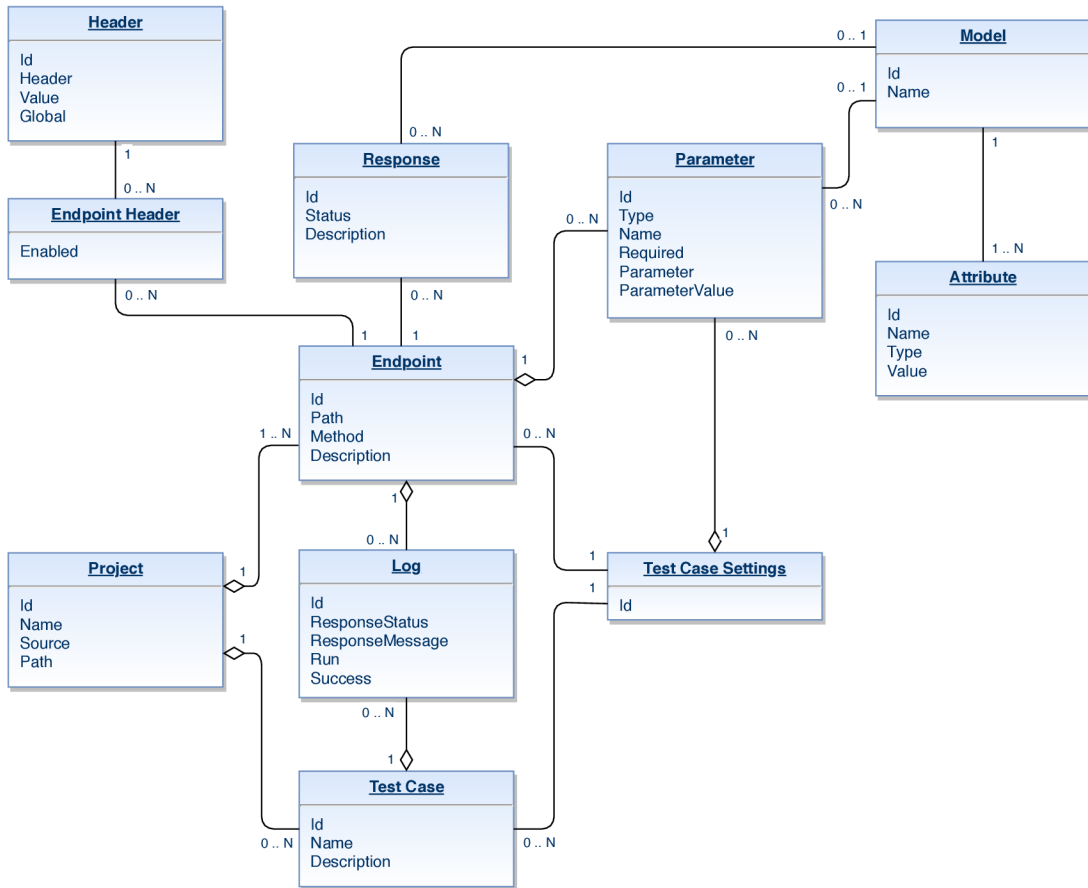 Header
Id
Header
Value
Global
1
0 .. N
Endpoint Header
Enabled
0 .. N
1
Response
Id
Status
Description
0 .. N
0 .. 1
0 .. N
1
Parameter
Id
Type
Name
Required
Parameter
ParameterValue
0 .. N
0 .. 1
0 .. N
0 .. N
Model
Id
Name
1
1 .. N
Attribute
Id
Name
Type
Value
Endpoint
Id
Path
Method
Description
1
1 .. N
0 .. N
1
0 .. N
Project
Id
Name
Source
Path
1
1
Log
Id
ResponseStatus
ResponseMessage
Run
Success
0 .. N
1
Test Case Settings
Id
1
1
1
Test Case
Id
Name
Description
0 .. N
0 .. N